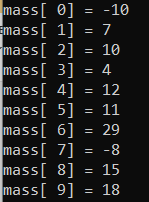 mass[ 0] = -10
mass[ 1] = 7
mass[ 2] = 10
mass[ 3] = 4
mass[ 4] = 12
mass[ 5] = 11
mass[ 6] = 29
mass[ 7] = -8
mass[ 8] = 15
mass[ 9] = 18